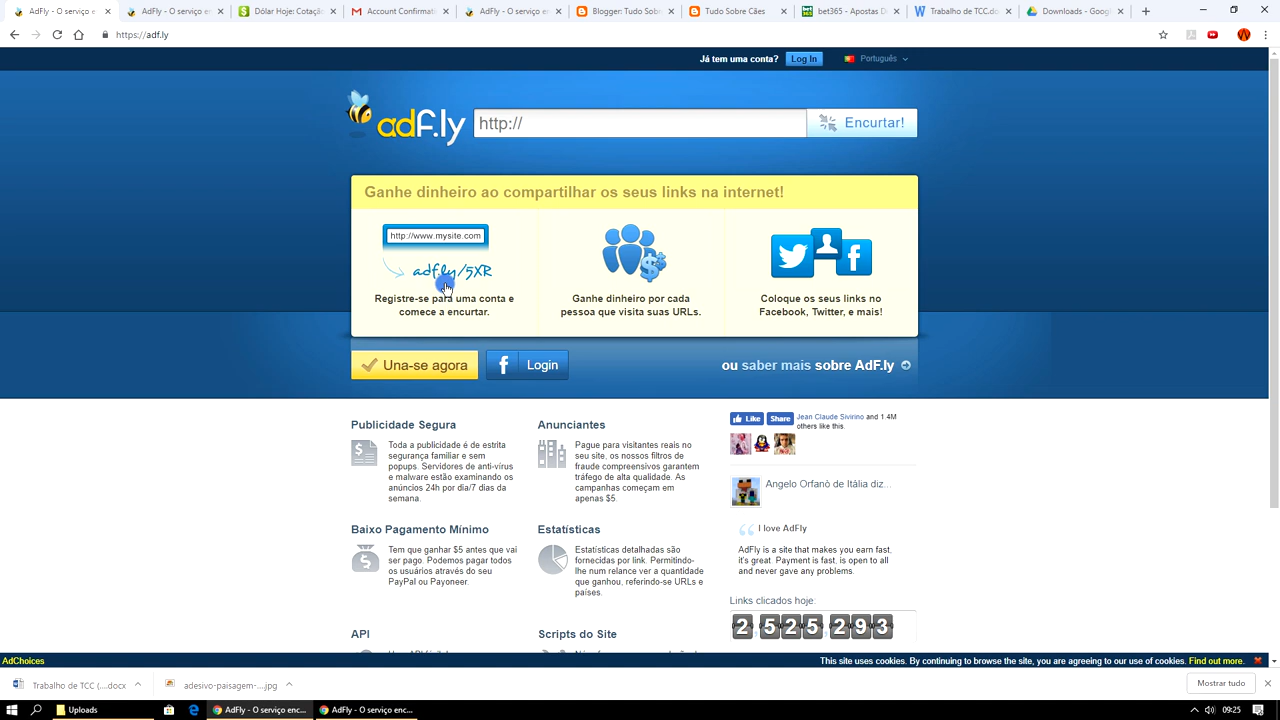 AdFly - O serviço e
AdFly - O serviço en
Dólar Hoje: Cotaçã
Account Confirmati
AdFly - O serviço en
Blogger: Tudo Sobre
Tudo Sobre Cães
bet365 - Apostas D
Trabalho de TCC.do
Downloads - Googl
https://adf.ly
Já tem uma conta? Log In Português
adf.ly http:// Encurtar!
Ganhe dinheiro ao compartilhar os seus links na internet!
http://www.mysite.com
adfly/5XR
Registre-se para uma conta e
comece a encurtar.
Ganhe dinheiro por cada
pessoa que visita suas URLs.
Coloque os seus links no
Facebook, Twitter, e mais!
Una-se agora
Login
ou saber mais sobre AdF.ly
Publicidade Segura
Toda a publicidade é de estrita
segurança familiar e sem
popups. Servidores de anti-vírus
e malware estão examinando os
anúncios 24h por dia/7 dias da
semana.
Anunciantes
Pague para visitantes reais no
seu site, os nossos filtros de
fraude compreensivos garantem
tráfego de alta qualidade. As
campanhas começam em
apenas $5.
Like Share Jean Claude Sivirino and 1.4M
others like this.
Angelo Orfanò de Itália diz...
I love AdFly
AdFly is a site that makes you earn fast,
it's great. Payment is fast, is open to all
and never gave any problems.
Baixo Pagamento Mínimo
Tem que ganhar $5 antes que vai
ser pago. Podemos pagar todos
os usuários através do seu
PayPal ou Payoneer.
Estatísticas
Estatísticas detalhadas são
fornecidas por link. Permitindo-
lhe num relance ver a quantidade
que ganhou, referindo-se URLs e
países.
Links clicados hoje:
2 525 293
API
Scripts do Site
AdChoices
This site uses cookies. By continuing to browse the site, you are agreeing to our use of cookies. Find out more.
Trabalho de TCC (....docx
adesivo-paisagem-....jpg
Mostrar tudo
Uploads
AdFly - O serviço enc...
AdFly - O serviço enc...
09:25